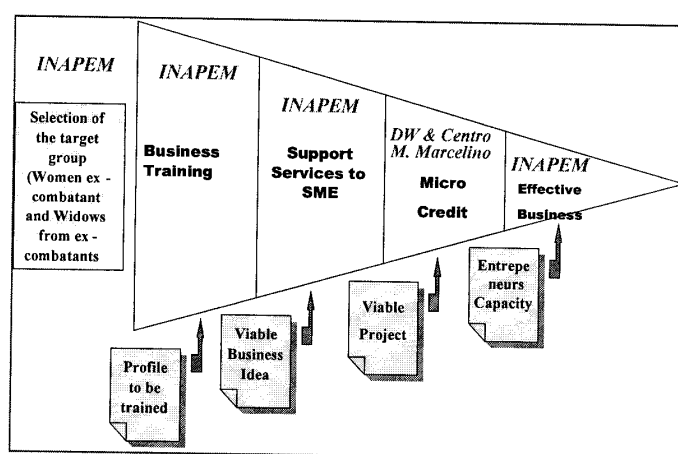 INAPEM
Selection of
the target
group
(Women ex -
combatant
and Widows
from ex -
combatants
INAPEM
Business
Training
INAPEM
Support
Services to
SME
DW & Centro
M. Marcelino
Micro
Credit
INAPEM
Effective
Business
Profile
to be
trained
Viable
Business
Idea
Viable
Project
Entrepe
neurs
Capacity